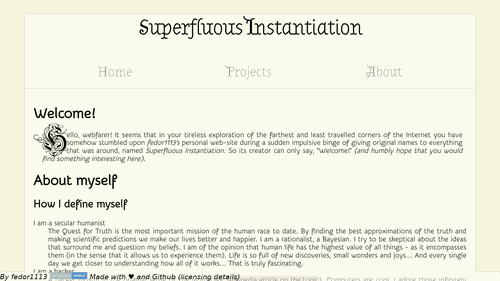 Superfluous Instantiation
Home Projects About
Welcome!
Hello, webfarer! It seems that in your tireless exploration of the farthest and least travelled corners of the Internet you have
somehow stumbled upon fedor1113's personal web-site during a sudden impulsive binge of giving original names to everything
that was around, named Superfluous Instantiation. So its creator can only say, "Welcome!" (and humbly hope that you would
find something interesting here).
About myself
How I define myself
I am a secular humanist
The Quest for Truth is the most important mission of the human race to date. By finding the best approximations of the truth and
making scientific preditions we make our lives better and happier. I am a rationalist, a Bayesian. I try to be skeptical about the ideas
that surround me and question my beliefs. I am of the opinion that human life has the highest value of all things - as it encompasses
them (in the sense that it allows us to experience them). Life is so full of new discoveries, small wonders and joys... And every single
day we get closer to understanding how all of it works... That is truly fascinating.
I am a hacker
By fedor1113 Made with ♥ and Github (licensing details)